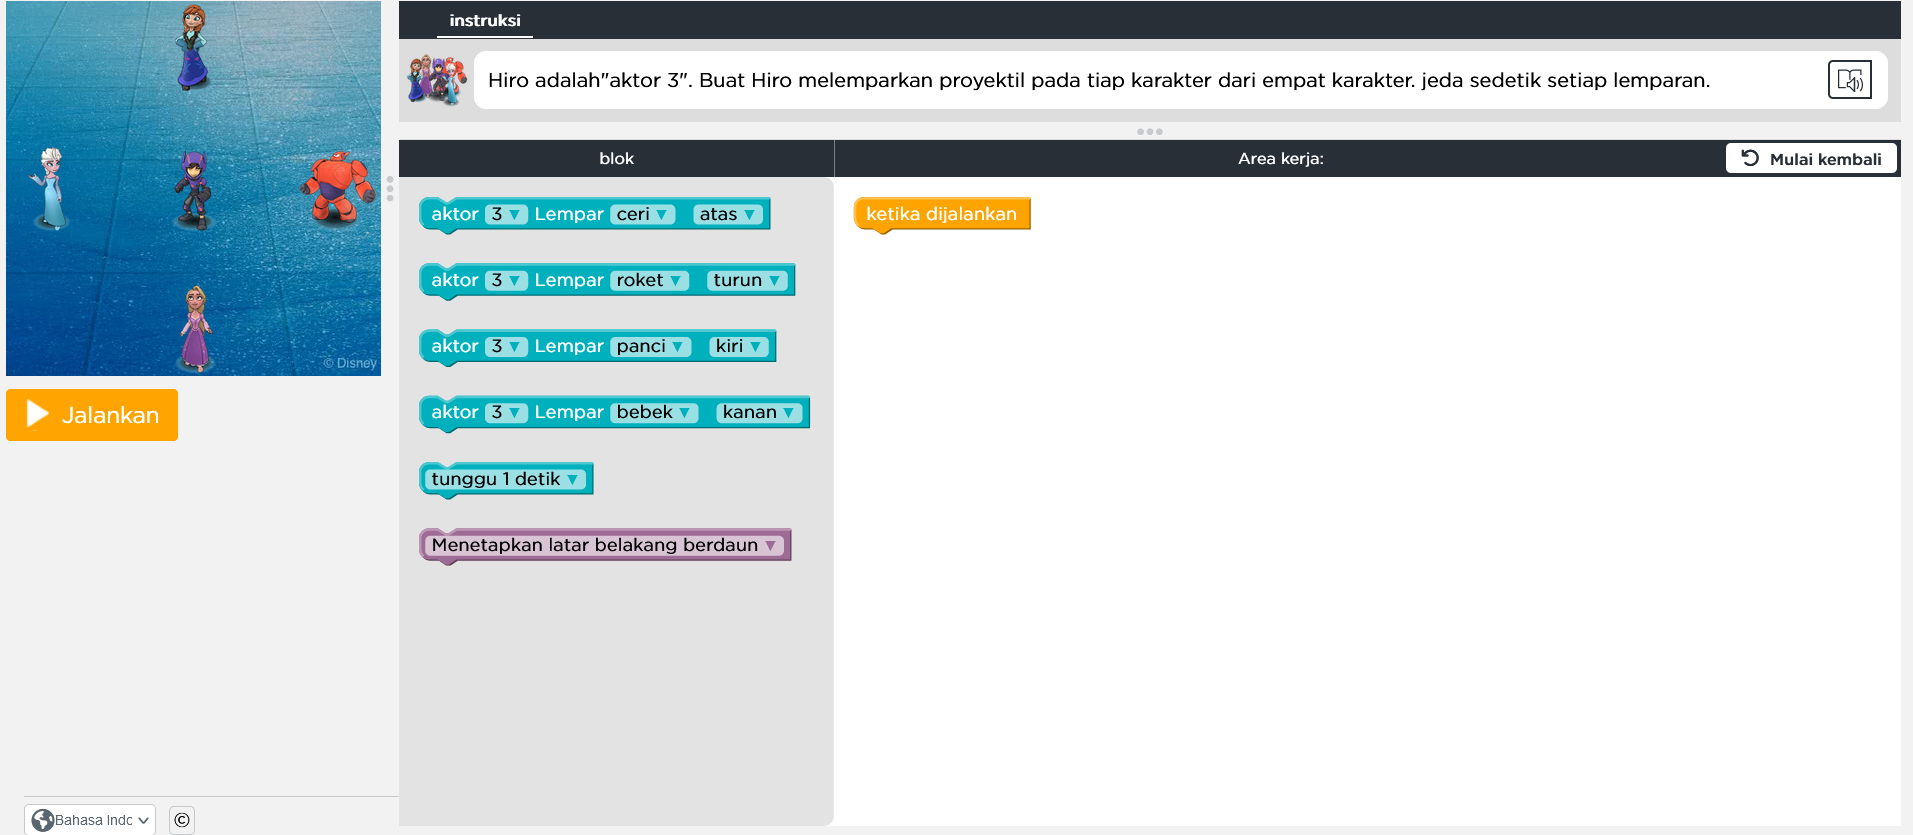 instruksi
Hiro adalah"aktor 3". Buat Hiro melemparkan proyektil pada tiap karakter dari empat karakter. jeda sedetik setiap lemparan.
blok
Area kerja:
Mulai kembali
aktor 3 Lempar ceri atas
aktor 3 Lempar roket turun
aktor 3 Lempar panci kiri
aktor 3 Lempar bebek kanan
tunggu 1 detik
Menetapkan latar belakang berdaun
ketika dijalankan
© Disney
Jalankan
Bahasa Indc
©